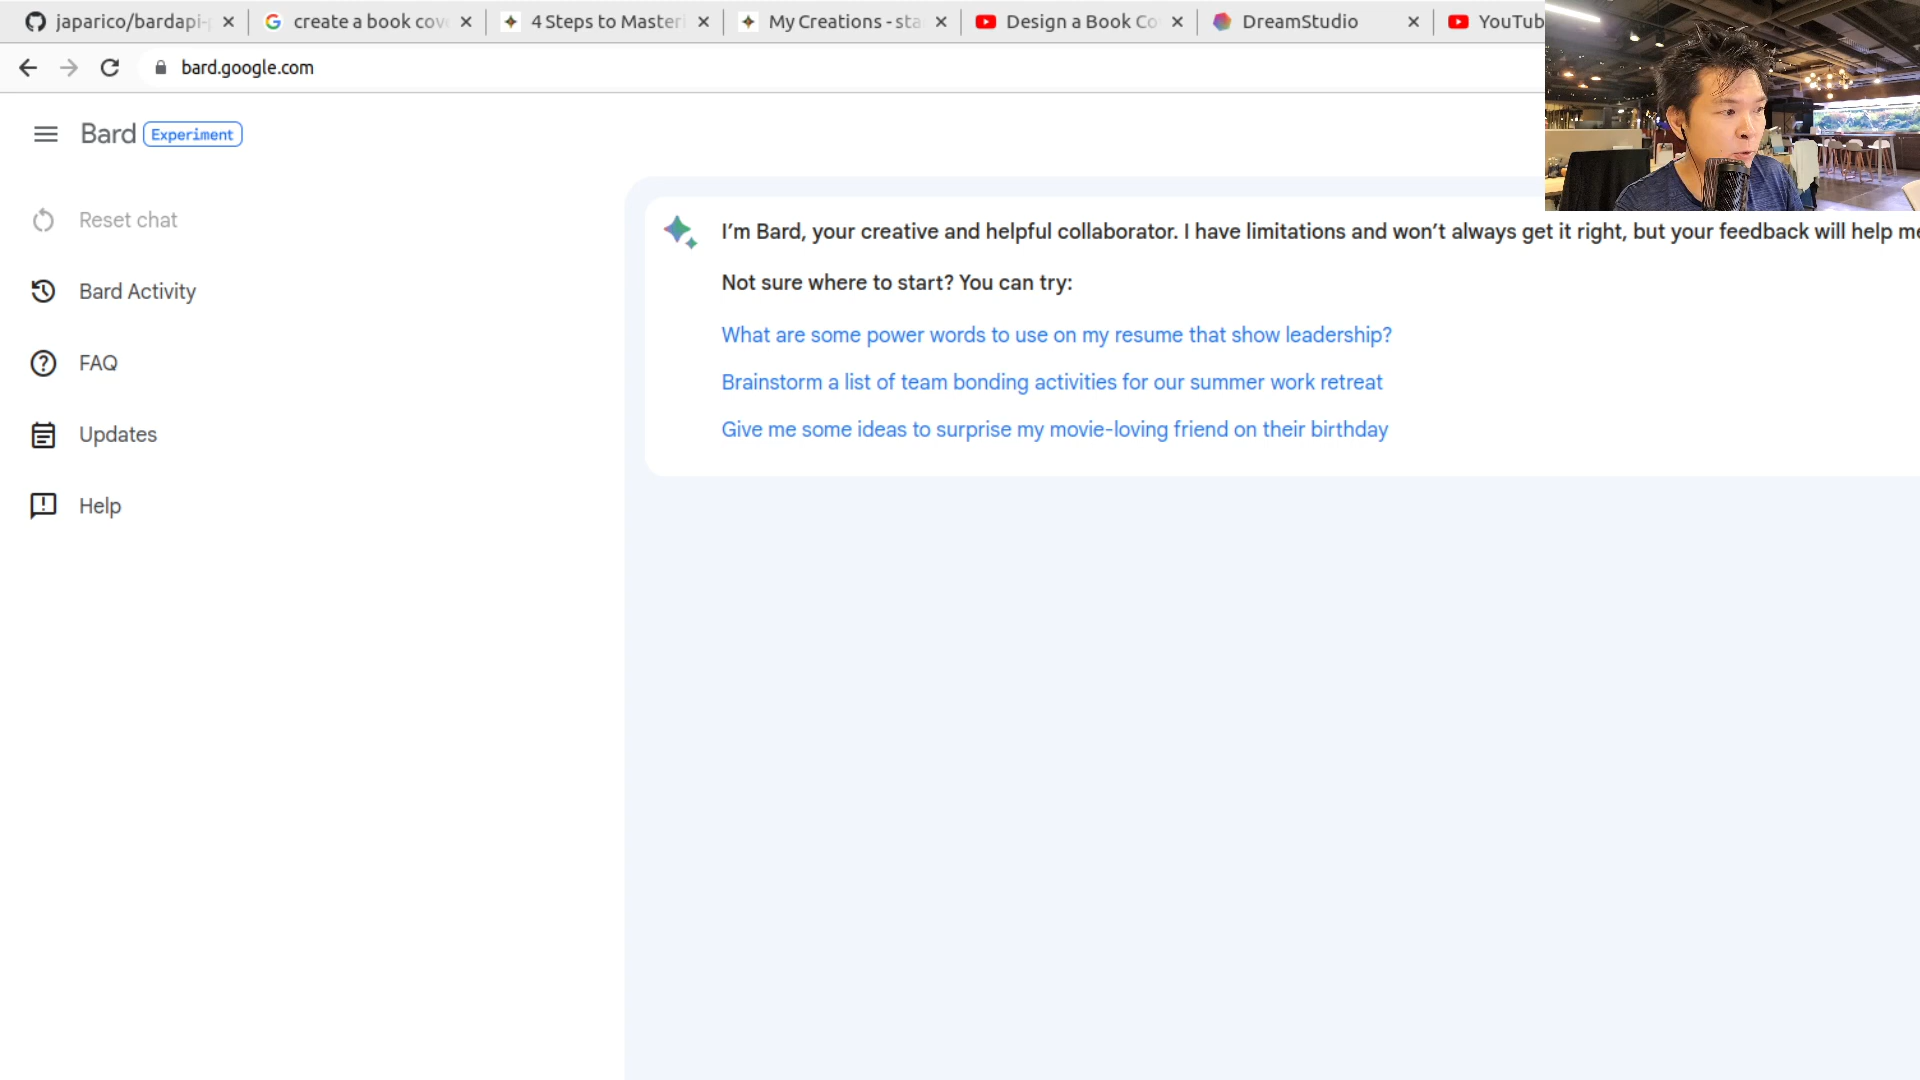 japarico/bardapi-
create a book cov
4 Steps to Masteri
My Creations - sta
Design a Book Co
DreamStudio
YouTub
bard.google.com
Bard Experiment
Reset chat
Bard Activity
FAQ
Updates
Help
I'm Bard, your creative and helpful collaborator. I have limitations and won't always get it right, but your feedback will help me
Not sure where to start? You can try:
What are some power words to use on my resume that show leadership?
Brainstorm a list of team bonding activities for our summer work retreat
Give me some ideas to surprise my movie-loving friend on their birthday